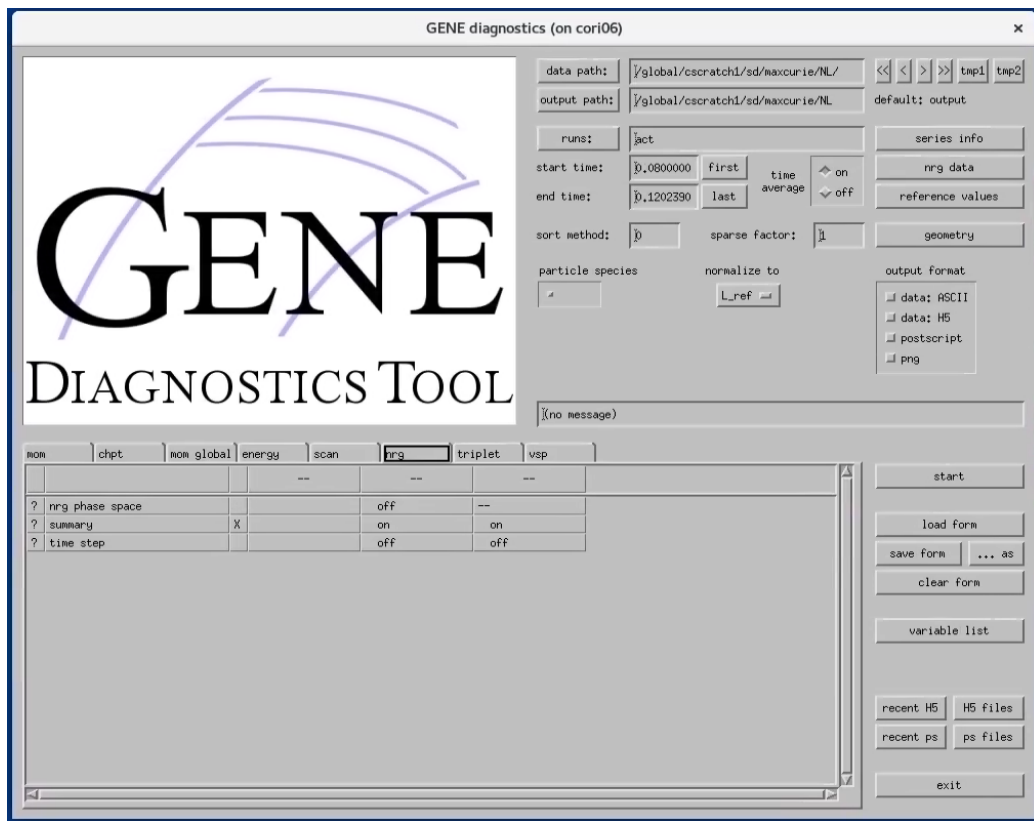 GENE diagnostics (on cori06) ×
GENE
DIAGNOSTICS TOOL
data path: /global/cscratch1/sd/maxcurie/NL/ << < > >> tmp1 tmp2
output path: /global/cscratch1/sd/maxcurie/NL default: output
runs: act series info
start time: 0.0800000 first time average on nrg data
end time: 0.1202390 last off reference values
sort method: 0 sparse factor: 1 geometry
particle species normalize to output format
L_ref
data: ASCII
data: H5
postscript
png
(no message)
mom chpt mom global energy scan nrg triplet vsp
-- -- --
? nrg phase space off --
? summary X on on
? time step off off
start
load form
save form ... as
clear form
variable list
recent H5 H5 files
recent ps ps files
exit